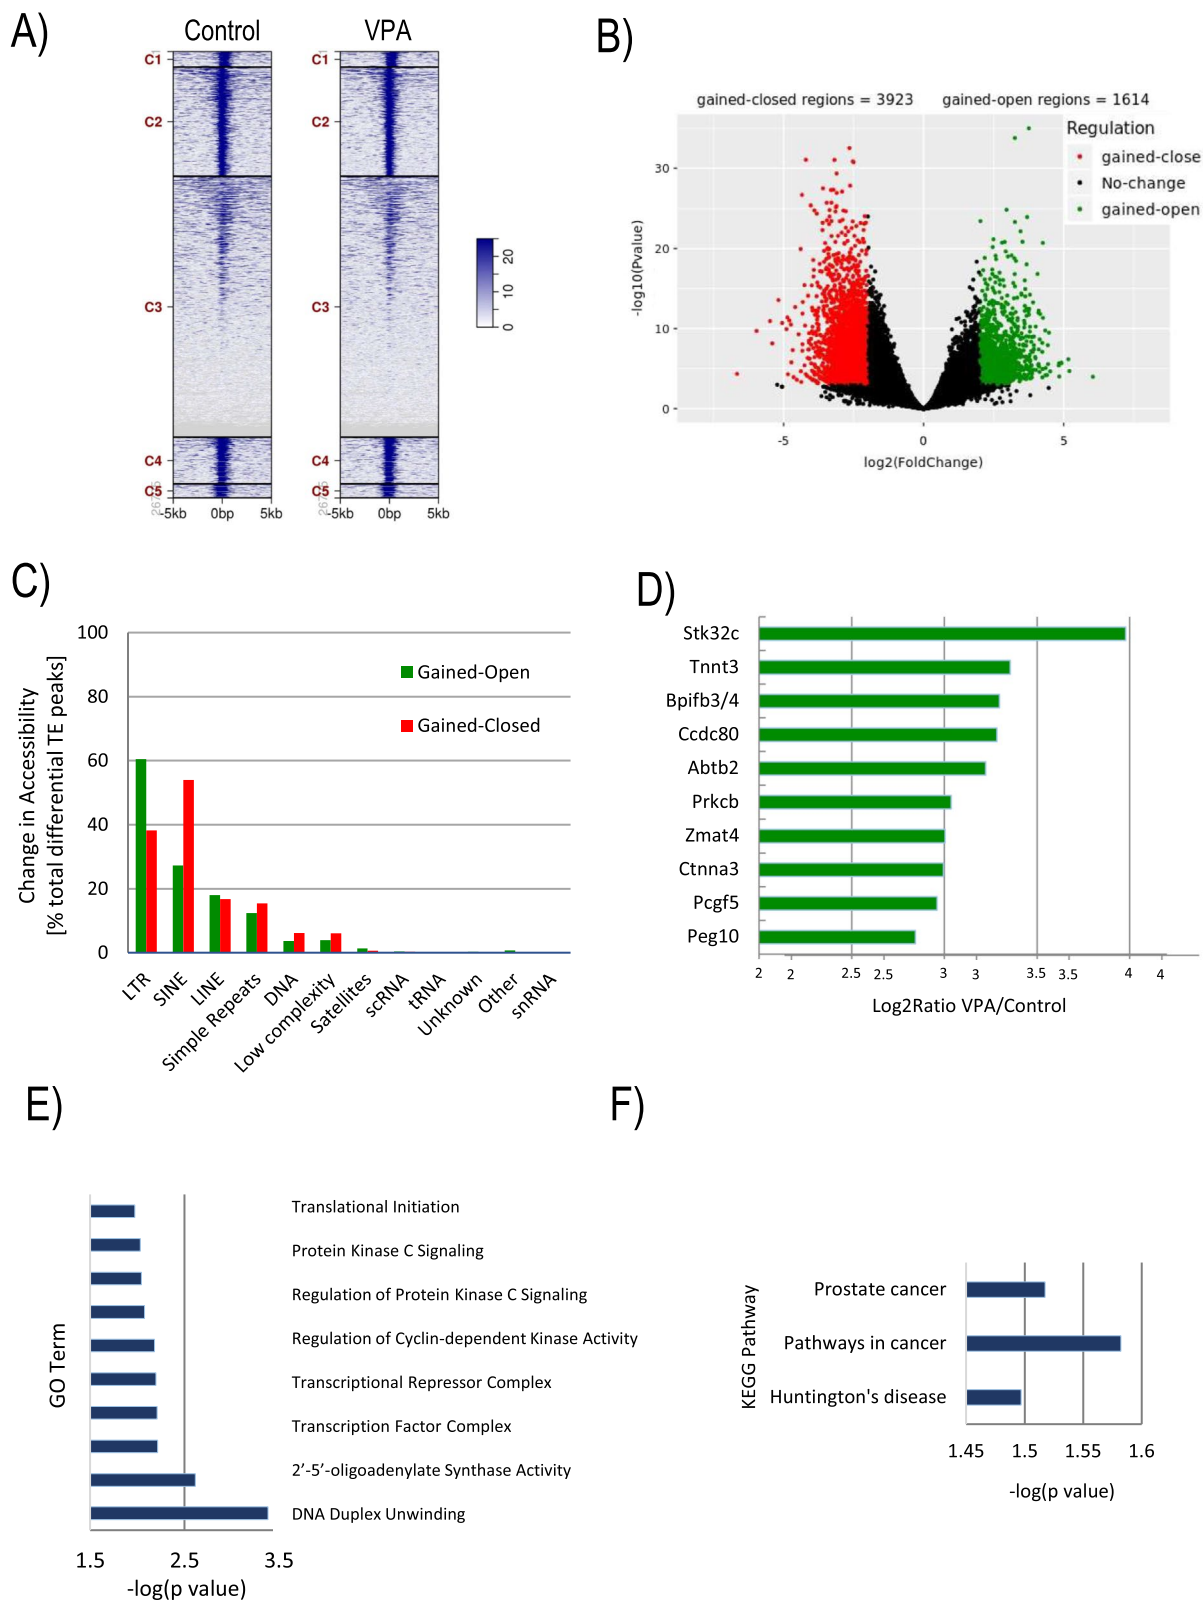 A)
Control
VPA
C1
C2
C3
C4
C5
-5kb
0bp
5kb
-5kb
0bp
5kb
20
10
0
B)
gained-closed regions = 3923
gained-open regions = 1614
Regulation
gained-close
No-change
gained-open
-log10(Pvalue)
30
20
10
0
-5
0
5
log2(FoldChange)
C)
Change in Accessibility
[% total differential TE peaks]
100
80
60
40
20
0
Gained-Open
Gained-Closed
LTR
SINE
LINE
Simple Repeats
DNA
Low complexity
Satellites
scRNA
tRNA
Unknown
Other
snRNA
D)
Stk32c
Tnnt3
Bpifb3/4
Ccdc80
Abtb2
Prkcb
Zmat4
Ctnna3
Pcgf5
Peg10
2 2 2.5 2.5 3 3 3.5 3.5 4 4
Log2Ratio VPA/Control
E)
GO Term
Translational Initiation
Protein Kinase C Signaling
Regulation of Protein Kinase C Signaling
Regulation of Cyclin-dependent Kinase Activity
Transcriptional Repressor Complex
Transcription Factor Complex
2’-5’-oligoadenylate Synthase Activity
DNA Duplex Unwinding
1.5 2.5 3.5
-log(p value)
F)
KEGG Pathway
Prostate cancer
Pathways in cancer
Huntington's disease
1.45 1.5 1.55 1.6
-log(p value)